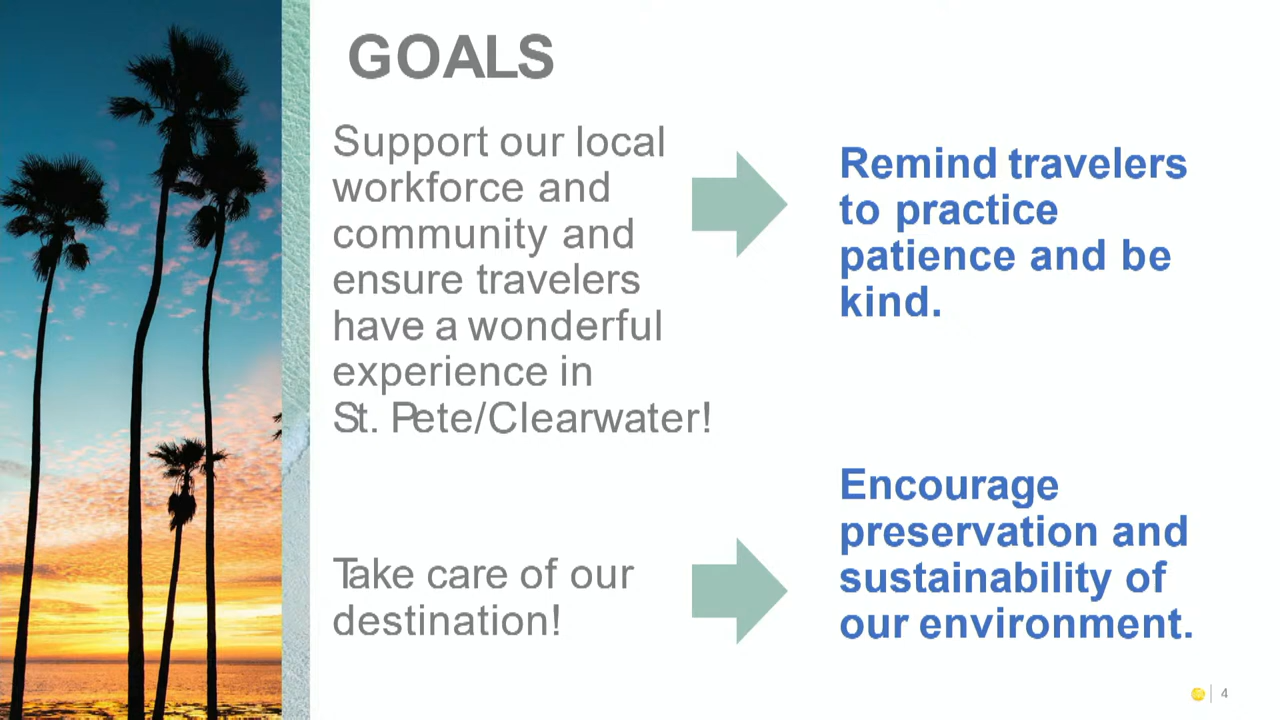 GOALS
Support our local
workforce and
community and
ensure travelers
have a wonderful
experience in
St. Pete/Clearwater!
Remind travelers
to practice
patience and be
kind.
Take care of our
destination!
Encourage
preservation and
sustainability of
our environment.
4